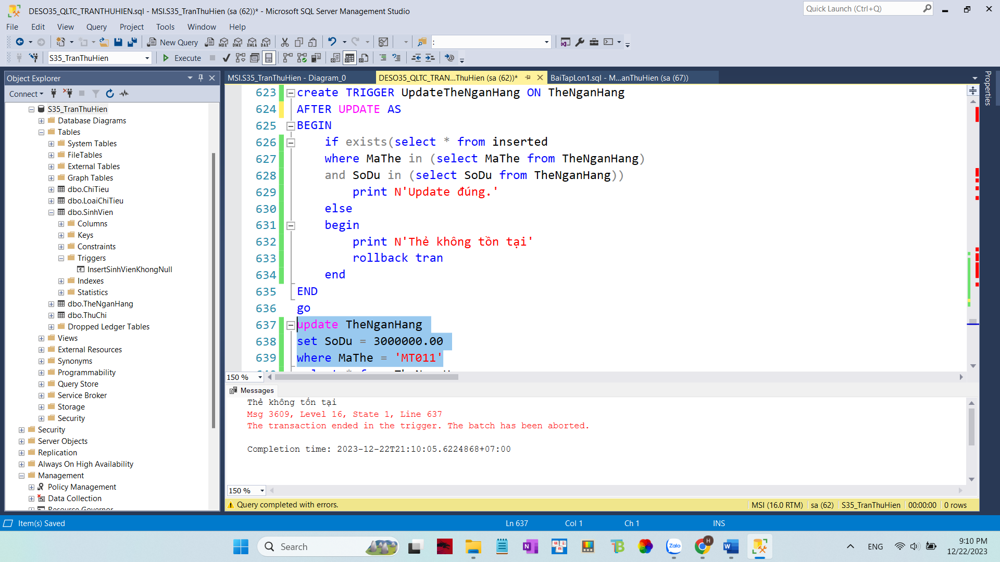 DESO35_QLTC_TRANTHUHIEN.sql - MSI.S35_TranThuHien (sa (62))* - Microsoft SQL Server Management Studio
Quick Launch (Ctrl+Q)
File Edit View Query Project Tools Window Help
New Query
MDX DMX XMLA DAX
:
S35_TranThuHien
Execute
Object Explorer
Connect
S35_TranThuHien
Database Diagrams
Tables
System Tables
FileTables
External Tables
Graph Tables
dbo.ChiTieu
dbo.LoaiChiTieu
dbo.SinhVien
Columns
Keys
Constraints
Triggers
InsertSinhVienKhongNull
Indexes
Statistics
dbo.TheNganHang
dbo.ThuChi
Dropped Ledger Tables
Views
External Resources
Synonyms
Programmability
Query Store
Service Broker
Storage
Security
Security
Server Objects
Replication
Always On High Availability
Management
Policy Management
Data Collection
Resource Governor
MSI.S35_TranThuHien - Diagram_0
DESO35_QLTC_TRAN...ThuHien (sa (62))*
BaiTapLon1.sql - M...anThuHien (sa (67))
Properties
623 create TRIGGER UpdateTheNganHang ON TheNganHang
624 AFTER UPDATE AS
625 BEGIN
626 if exists(select * from inserted
627 where MaThe in (select MaThe from TheNganHang)
628 and SoDu in (select SoDu from TheNganHang))
629 print N'Update đúng.'
630 else
631 begin
632 print N'Thẻ không tồn tại'
633 rollback tran
634 end
635 END
636 go
637 update TheNganHang
638 set SoDu = 3000000.00
639 where MaThe = 'MT011'
150 %
Messages
Thẻ không tồn tại
Msg 3609, Level 16, State 1, Line 637
The transaction ended in the trigger. The batch has been aborted.
Completion time: 2023-12-22T21:10:05.6224868+07:00
150 %
Query completed with errors.
MSI (16.0 RTM) sa (62) S35_TranThuHien 00:00:00 0 rows
Item(s) Saved
Ln 637 Col 1 Ch 1 INS
Search
Zalo
H
ENG
9:10 PM
12/22/2023